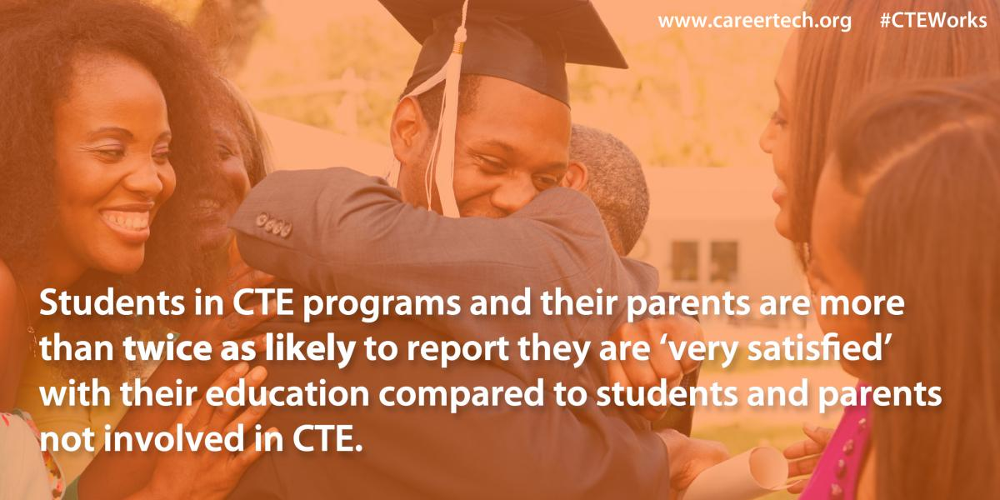 www.careertech.org #CTEWorks
Students in CTE programs and their parents are more
than twice as likely to report they are ‘very satisfied’
with their education compared to students and parents
not involved in CTE.